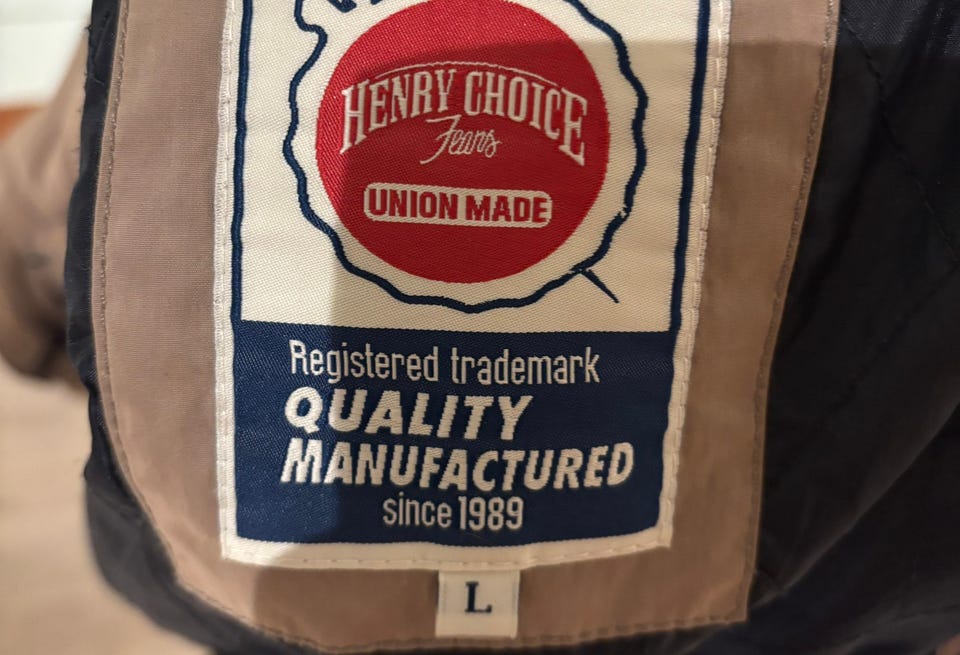 HENRY CHOICE
Jeans
UNION MADE
Registered trademark
QUALITY
MANUFACTURED
since 1989
L